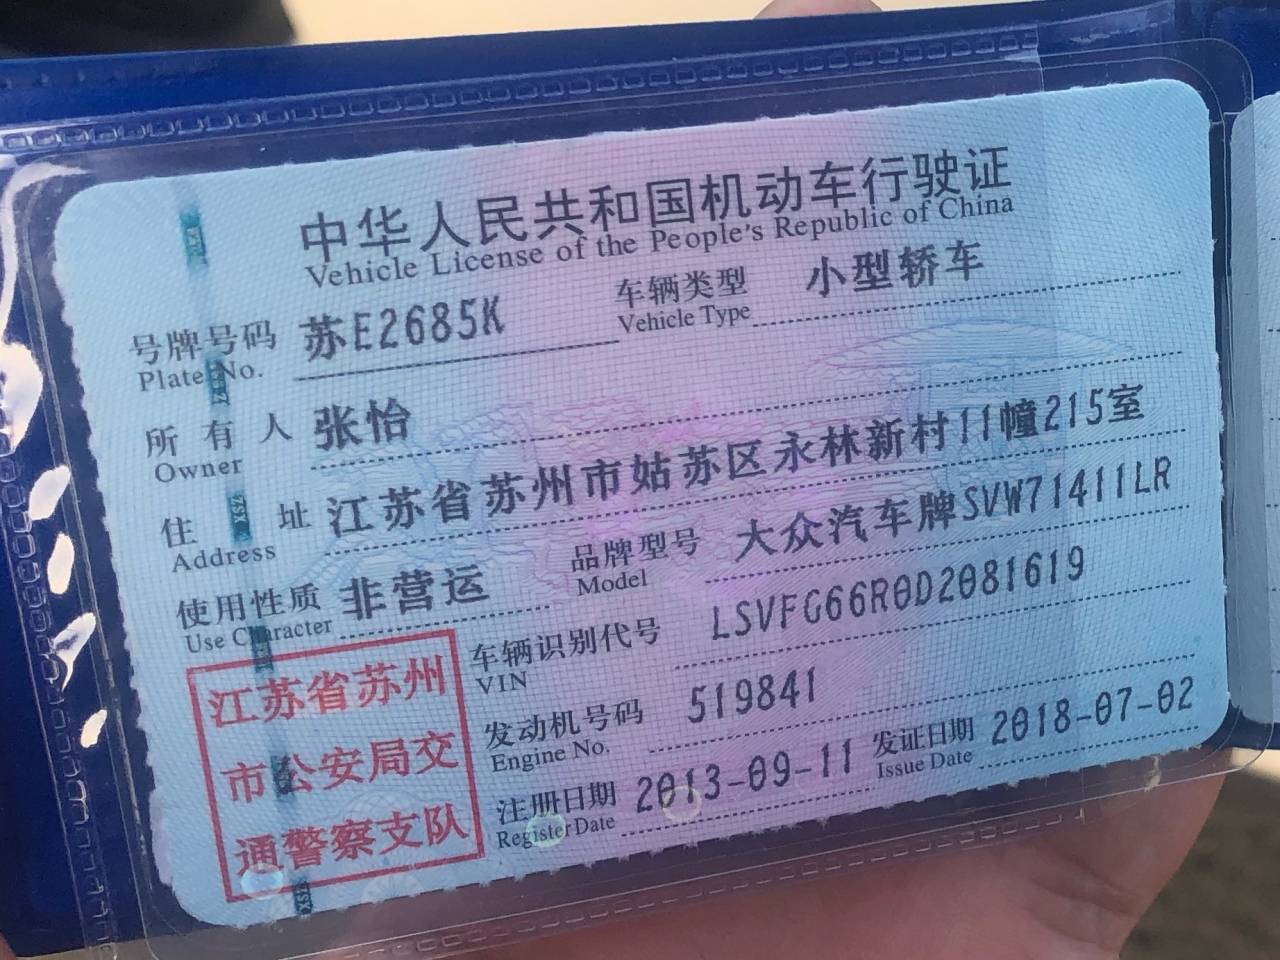 中华人民共和国机动车行驶证
Vehicle License of the People's Republic of China
号牌号码 苏E2685K 车辆类型 小型轿车
Plate No. Vehicle Type
所有人 张怡
Owner
住址 江苏省苏州市姑苏区永林新村11幢215室
Address
使用性质 非营运 品牌型号 大众汽车牌SVW71411LR
Use Character Model
车辆识别代号 LSVFG66R0D2081619
VIN
发动机号码 519841
Engine No.
注册日期 2013-09-11 发证日期 2018-07-02
Register Date Issue Date
江苏省苏州
市公安局交
通警察支队